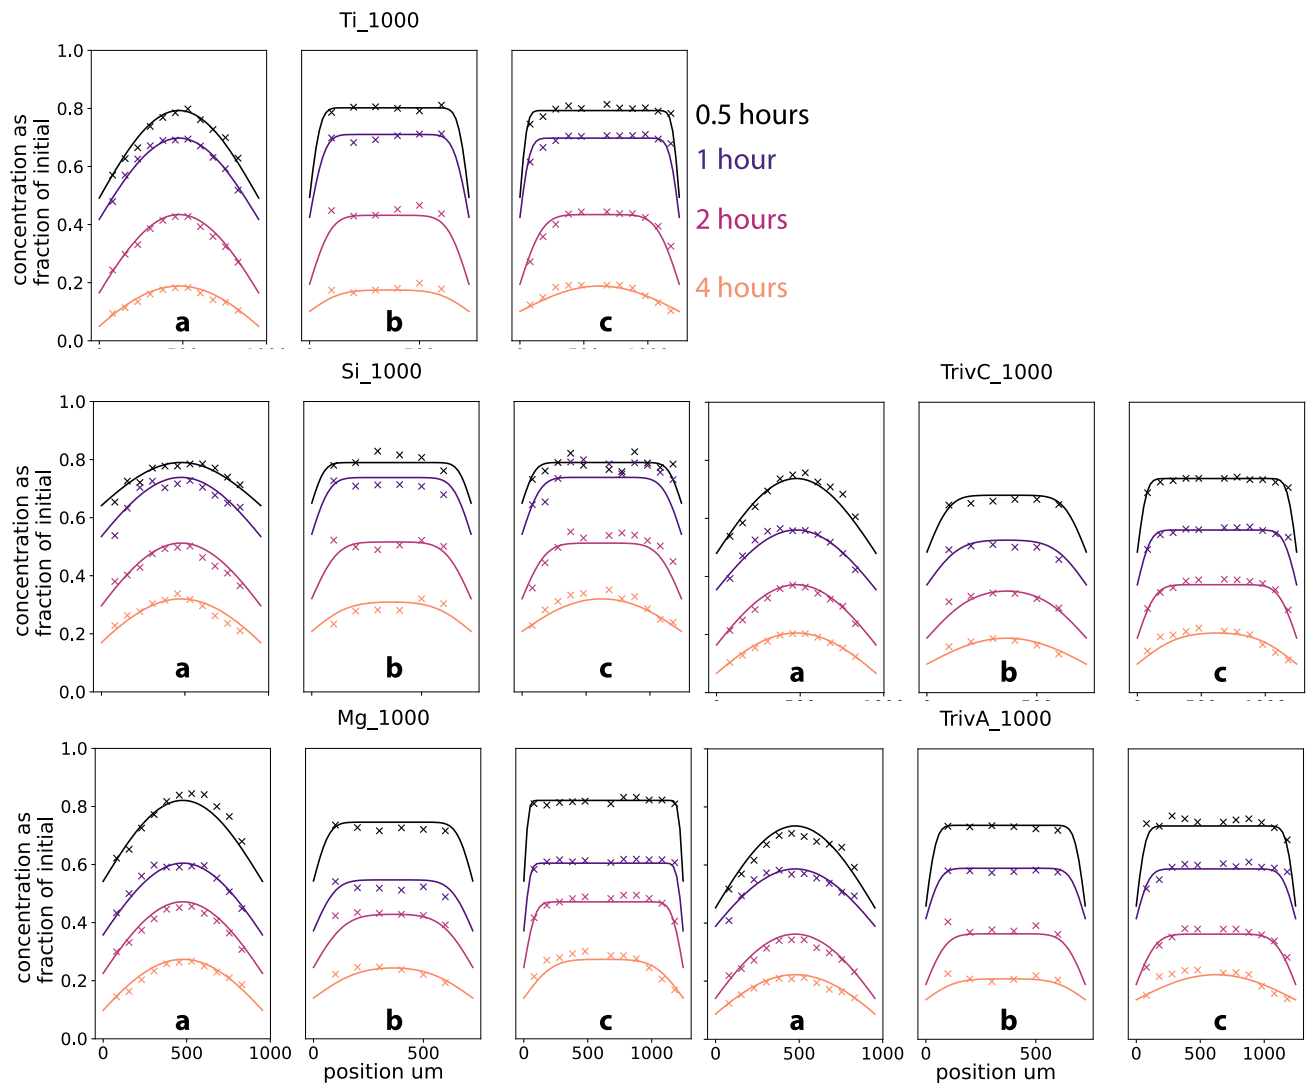 Ti_1000
1.0
0.8
0.6
0.4
0.2
0.0
concentration as
fraction of initial
a
b
c
0.5 hours
1 hour
2 hours
4 hours
Si_1000
TrivC_1000
1.0
0.8
0.6
0.4
0.2
0.0
concentration as
fraction of initial
a
b
c
a
b
c
Mg_1000
TrivA_1000
1.0
0.8
0.6
0.4
0.2
0.0
concentration as
fraction of initial
a
b
c
a
b
c
0 500 1000 0 500 0 500 1000 0 500 1000 0 500 0 500 1000
position um
position um